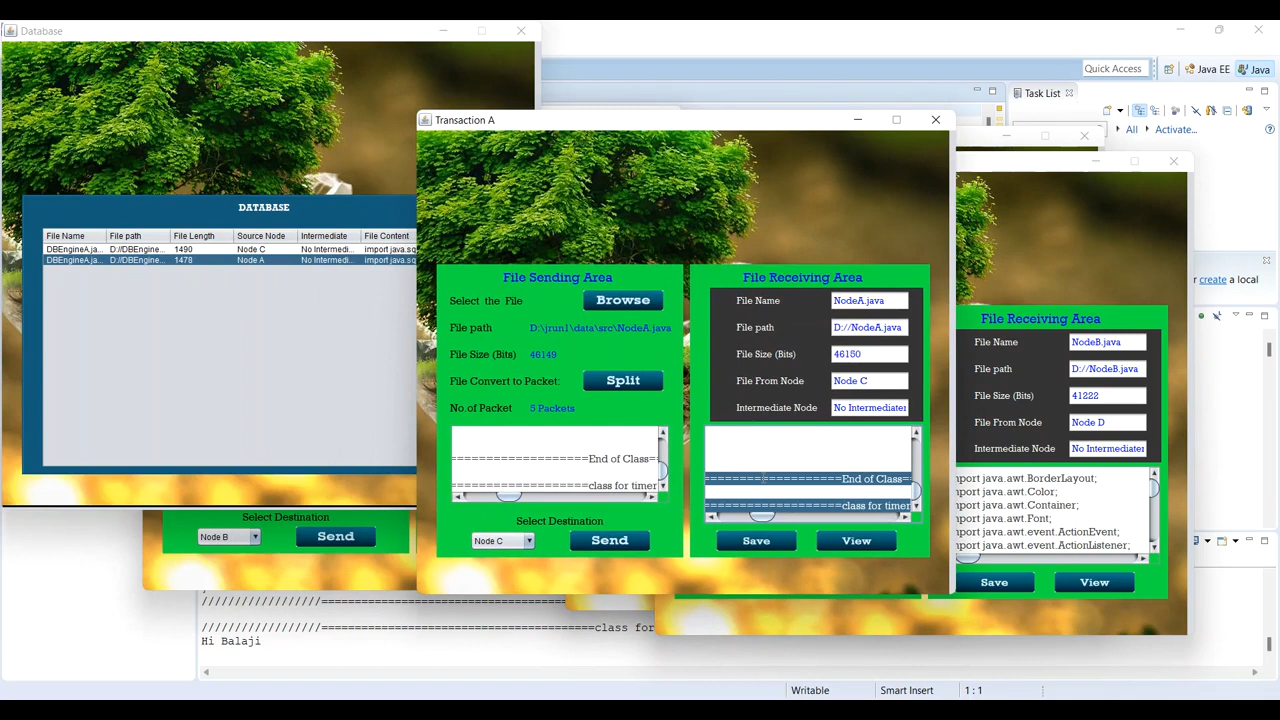 Database
Quick Access
Java EE
Java
Task List
All
Activate...
create a local
DATABASE
File Name File path File Length Source Node Intermediate File Content
DBEngineA.ja... D://DBEngine... 1490 Node C No Intermedi... import java.sq
DBEngineA.ja... D://DBEngine... 1478 Node A No Intermedi... import java.sq
Select Destination
Node B
Send
Transaction A
File Sending Area
Select the File
Browse
File path D:\jrun1\data\src\NodeA.java
File Size (Bits) 46149
File Convert to Packet:
Split
No.of Packet 5 Packets
===================End of Class=
===================class for timer
Select Destination
Node C
Send
File Receiving Area
File Name NodeA.java
File path D://NodeA.java
File Size (Bits) 46150
File From Node Node C
Intermediate Node No Intermediater
===================End of Class=
===================class for timer
Save
View
File Receiving Area
File Name NodeB.java
File path D://NodeB.java
File Size (Bits) 41222
File From Node Node D
Intermediate Node No Intermediater
mport java.awt.BorderLayout;
mport java.awt.Color;
mport java.awt.Container;
mport java.awt.Font;
mport java.awt.event.ActionEvent;
mport java.awt.event.ActionListener;
Save
View
//////////////////=====================================
//////////////////=========================================class for
Hi Balaji
Writable
Smart Insert
1 : 1